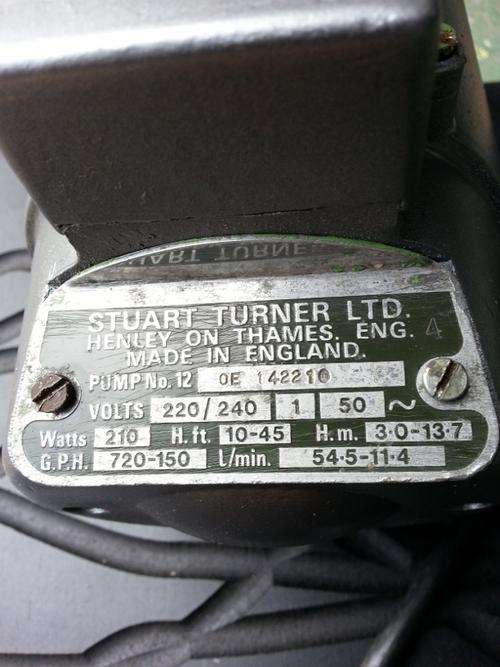 STUART TURNER LTD.
HENLEY ON THAMES. ENG. 4
MADE IN ENGLAND.
PUMP No. 12 OE 142210
VOLTS 220/240 1 50 ~
Watts 210 H.ft. 10-45 H.m. 3·0-13·7
G.P.H. 720-150 l/min. 54·5-11·4